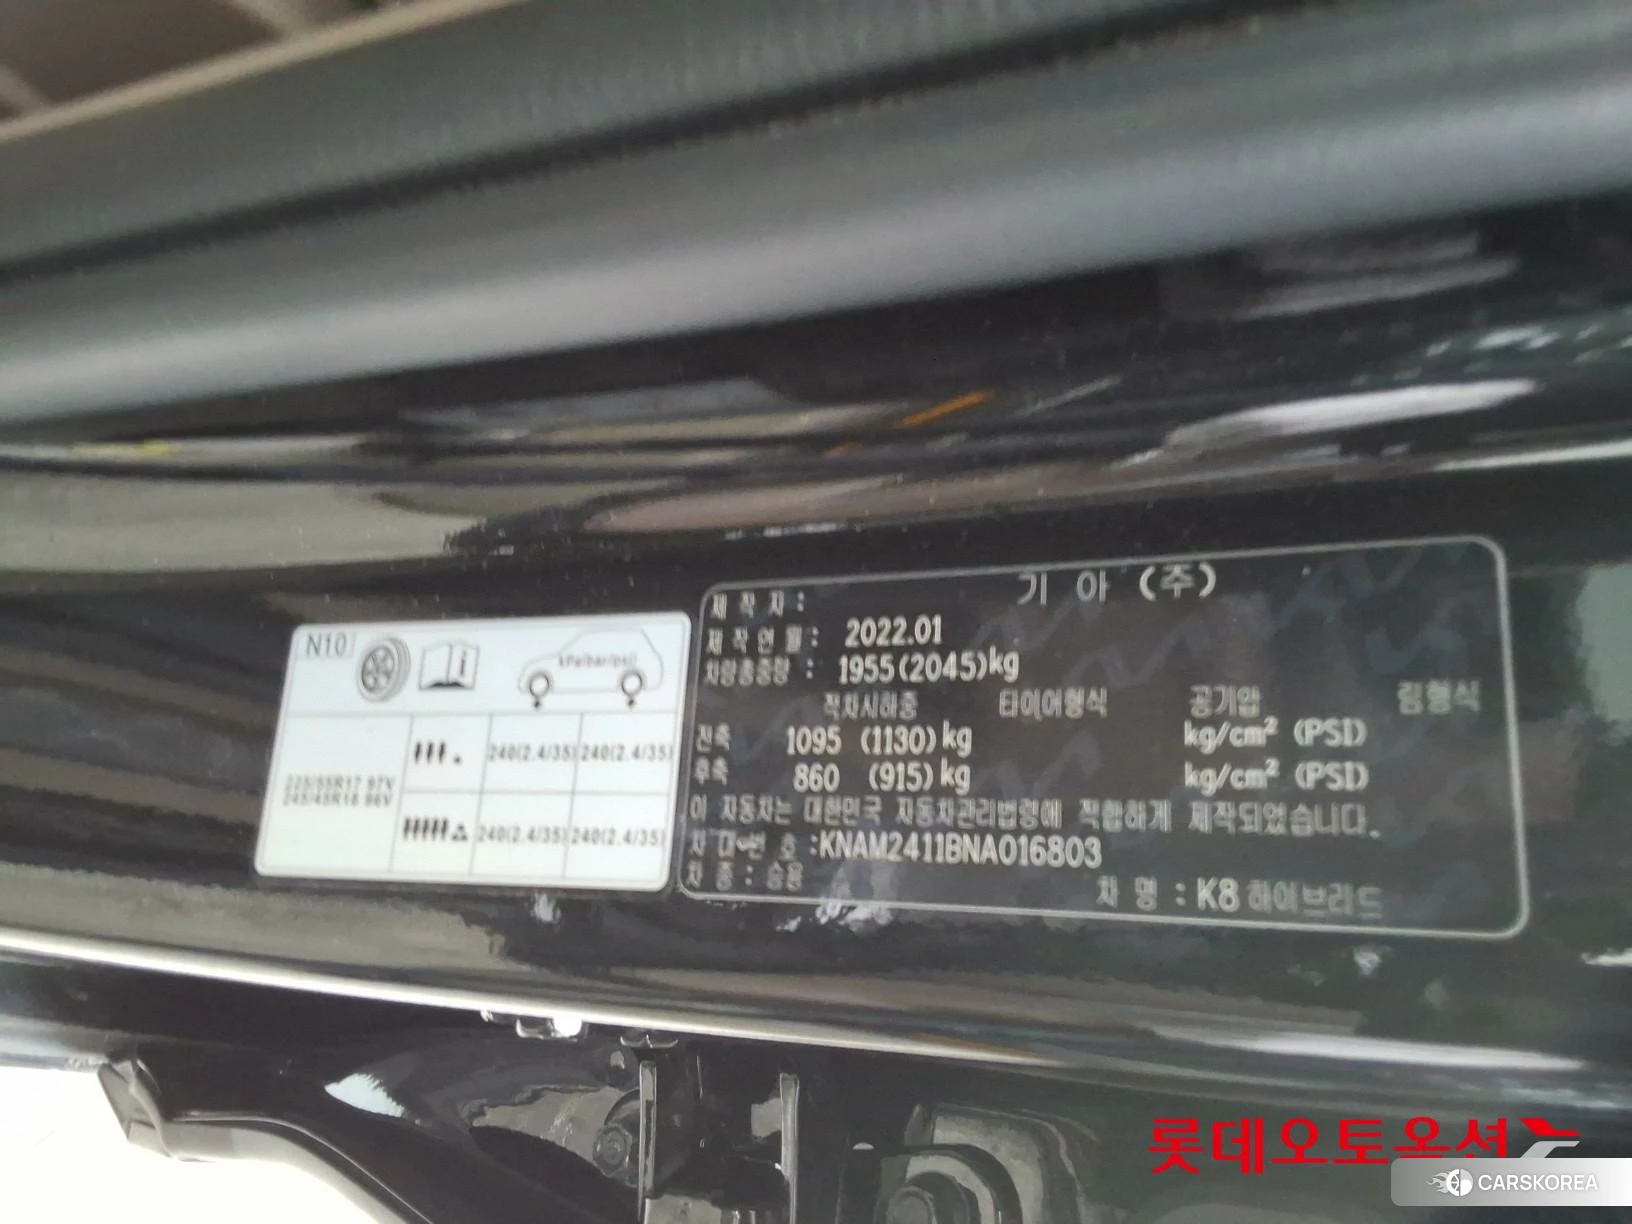 N10
kPa(bar/psi)
225/55R17 97V
245/45R18 96V
240(2.4/35) 240(2.4/35)
240(2.4/35) 240(2.4/35)
제 작 자 : 기 아 (주)
제 작 연 월 : 2022.01
차량총중량 : 1955(2045)kg
적차시하중 타이어형식 공기압 림형식
전축 1095 (1130)kg kg/cm² (PSI)
후축 860 (915)kg kg/cm² (PSI)
이 자동차는 대한민국 자동차관리법령에 적합하게 제작되었습니다.
차 대 번 호 :KNAM2411BNA016803
차종 : 승용 차 명 : K8 하이브리드
롯데오토옥션
CARSKOREA